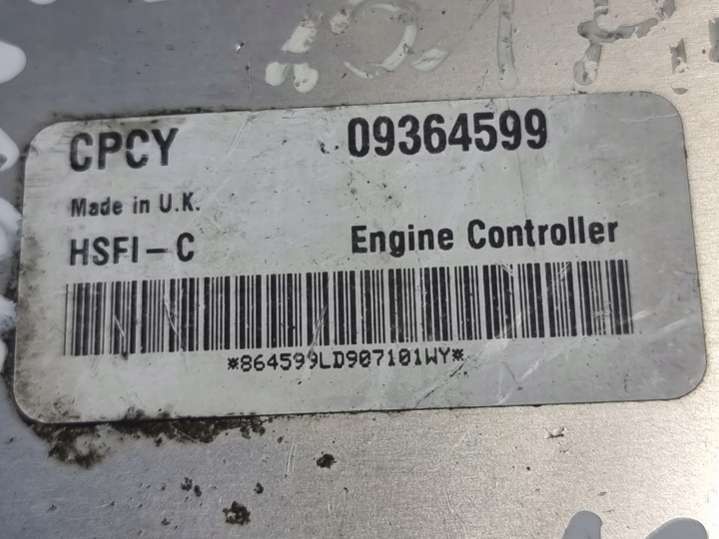 CPCY 09364599
Made in U.K.
HSFI-C Engine Controller
*864599LD907101WY*